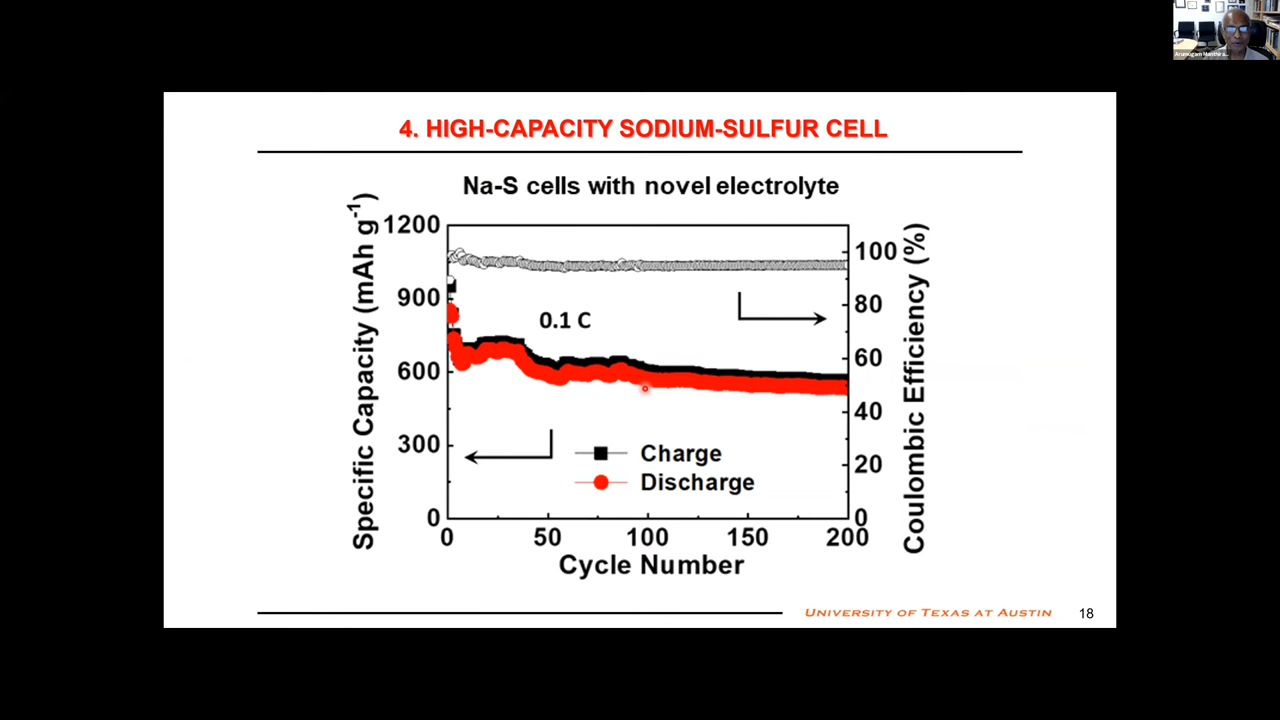 4. HIGH-CAPACITY SODIUM-SULFUR CELL
Na-S cells with novel electrolyte
Specific Capacity (mAh g-1)
1200
900
600
300
0
0.1 C
Charge
Discharge
100
80
60
40
20
0
Coulombic Efficiency (%)
0 50 100 150 200
Cycle Number
UNIVERSITY OF TEXAS AT AUSTIN 18